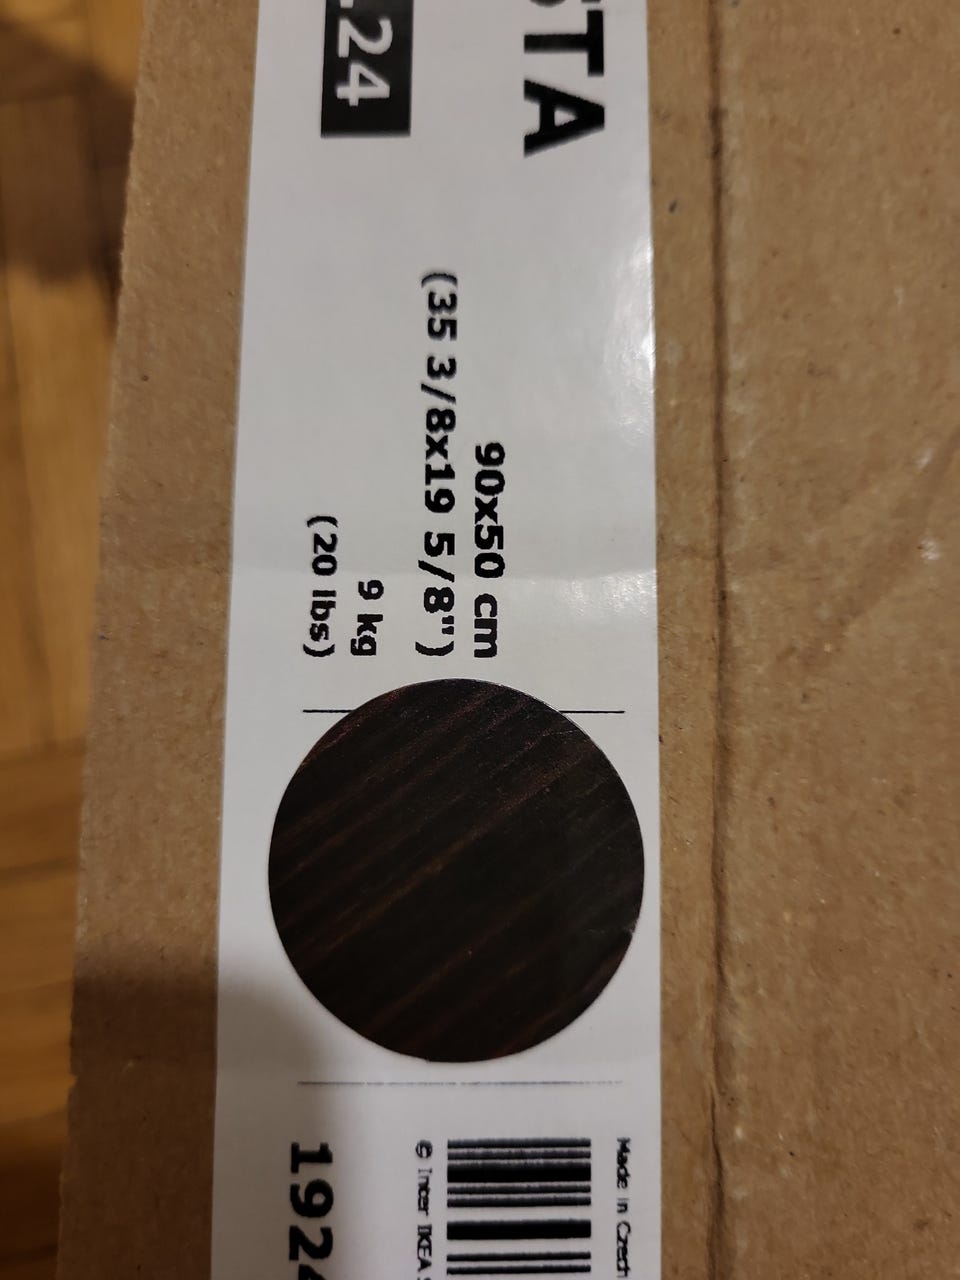 STA
90x50 cm
(35 3/8x19 5/8")
9 kg
(20 lbs)
.24
Made in Czech
© Inter IKEA S
1924